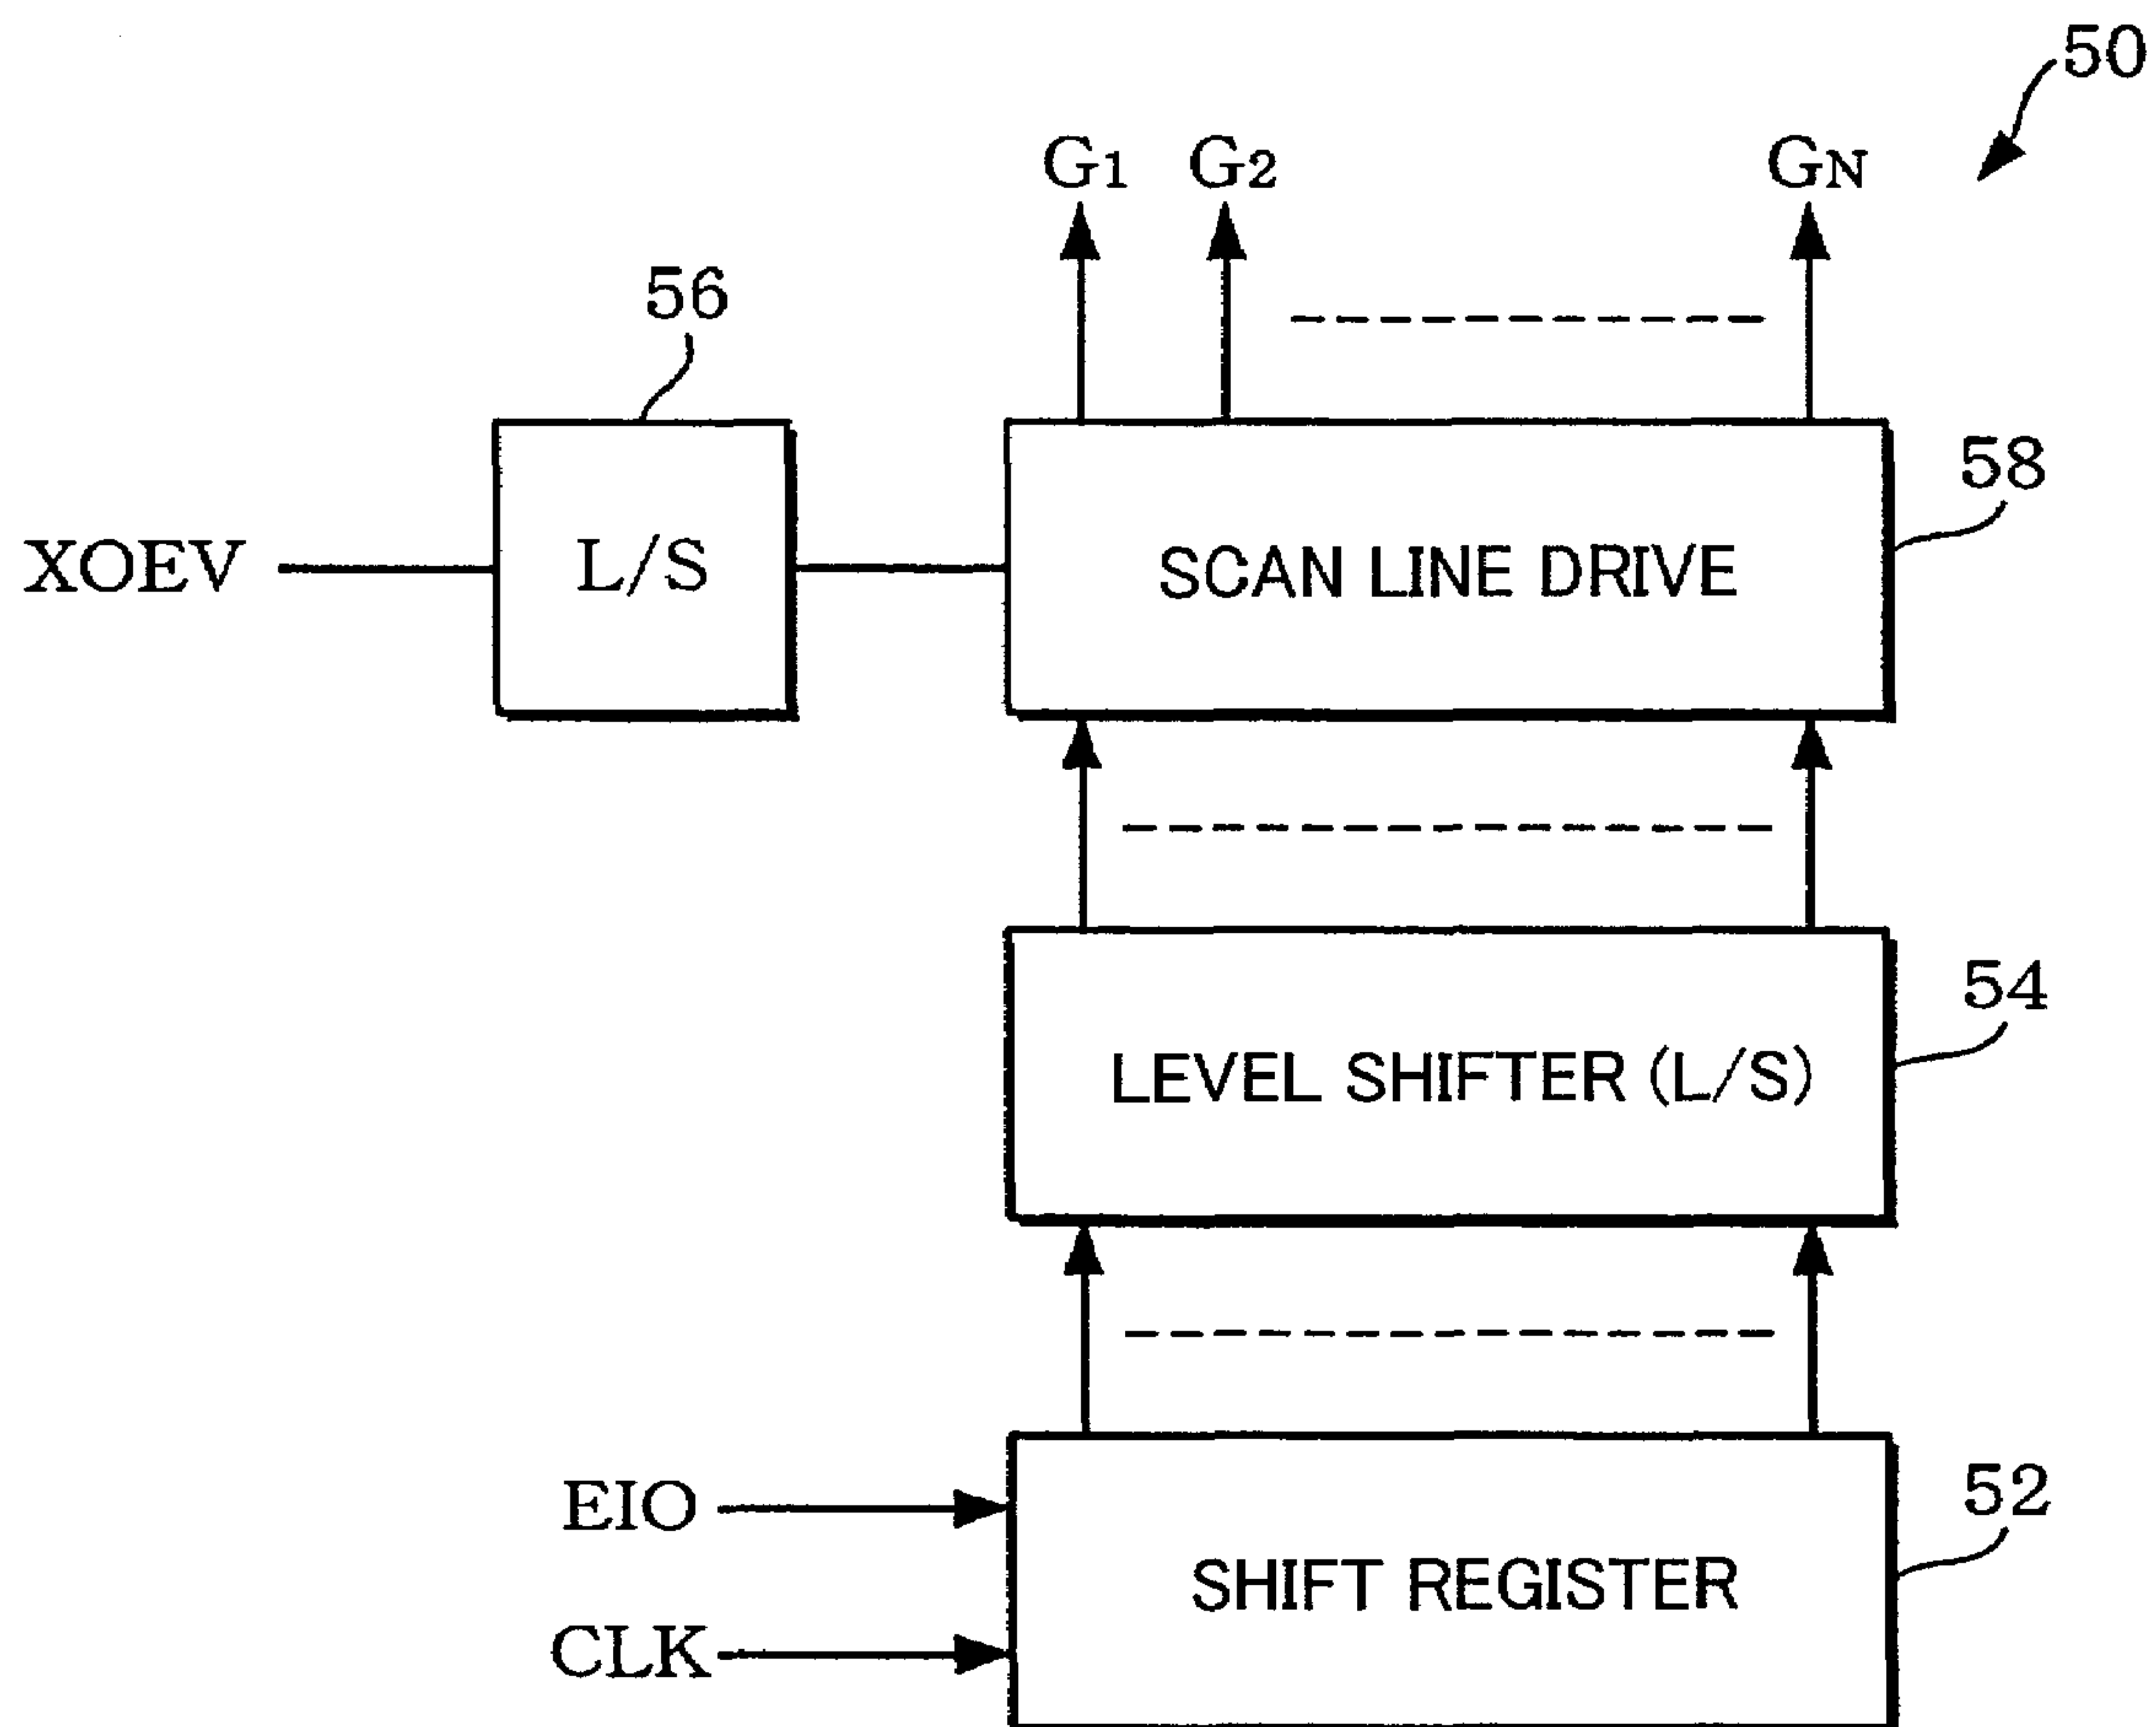 50
G1 G2 GN
56
58
XOEV
L/S
SCAN LINE DRIVE
54
LEVEL SHIFTER (L/S)
52
EIO
SHIFT REGISTER
CLK